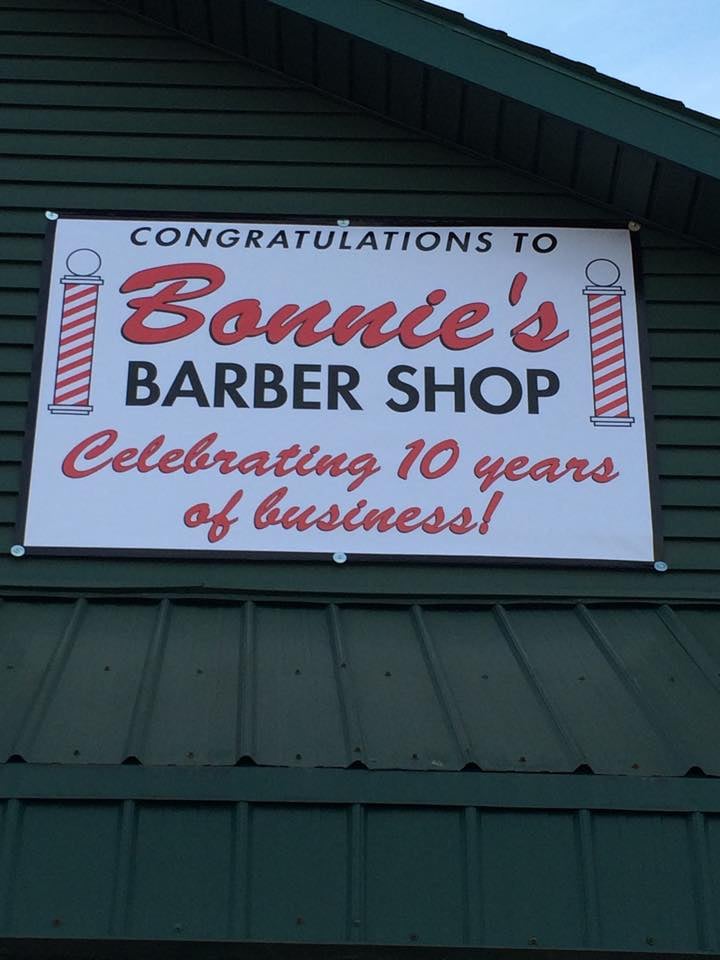 CONGRATULATIONS TO
Bonnie's
BARBER SHOP
Celebrating 10 years
of business!